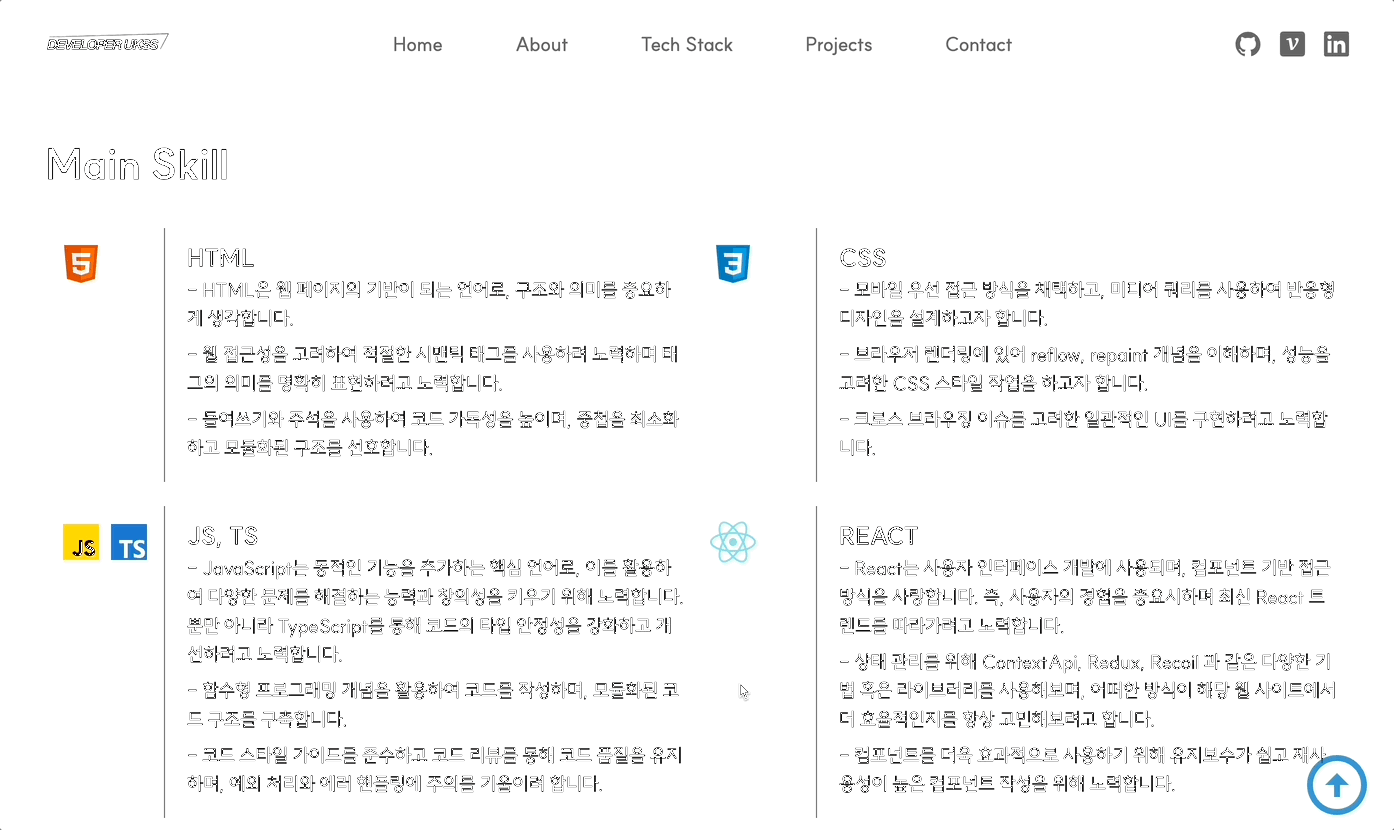 DEVELOPER UKSS
Home
About
Tech Stack
Projects
Contact
Main Skill
HTML
- HTML은 웹 페이지의 기반이 되는 언어로, 구조와 의미를 중요하
게 생각합니다.
- 웹 접근성을 고려하여 적절한 시맨틱 태그를 사용하려 노력하며 태
그의 의미를 명확히 표현하려고 노력합니다.
- 들여쓰기와 주석을 사용하여 코드 가독성을 높이며, 중첩을 최소화
하고 모듈화된 구조를 선호합니다.
CSS
- 모바일 우선 접근 방식을 채택하고, 미디어 쿼리를 사용하여 반응형
디자인을 설계하고자 합니다.
- 브라우저 렌더링에 있어 reflow, repaint 개념을 이해하며, 성능을
고려한 CSS 스타일 작업을 하고자 합니다.
- 크로스 브라우징 이슈를 고려한 일관적인 UI를 구현하려고 노력합
니다.
JS
TS
JS, TS
- JavaScript는 동적인 기능을 추가하는 핵심 언어로, 이를 활용하
여 다양한 문제를 해결하는 능력과 창의성을 키우기 위해 노력합니다.
뿐만 아니라 TypeScript를 통해 코드의 타입 안정성을 강화하고 개
선하려고 노력합니다.
- 함수형 프로그래밍 개념을 활용하여 코드를 작성하며, 모듈화된 코
드 구조를 구축합니다.
- 코드 스타일 가이드를 준수하고 코드 리뷰를 통해 코드 품질을 유지
하며, 예외 처리와 에러 핸들링에 주의를 기울이려 합니다.
REACT
- React는 사용자 인터페이스 개발에 사용되며, 컴포넌트 기반 접근
방식을 사랑합니다. 즉, 사용자의 경험을 중요시하며 최신 React 트
렌드를 따라가려고 노력합니다.
- 상태 관리를 위해 ContextApi, Redux, Recoil 과 같은 다양한 기
법 혹은 라이브러리를 사용해보며, 어떠한 방식이 해당 웹 사이트에서
더 효율적인지를 항상 고민해보려고 합니다.
- 컴포넌트를 더욱 효과적으로 사용하기 위해 유지보수가 쉽고 재사
용성이 높은 컴포넌트 작성을 위해 노력합니다.